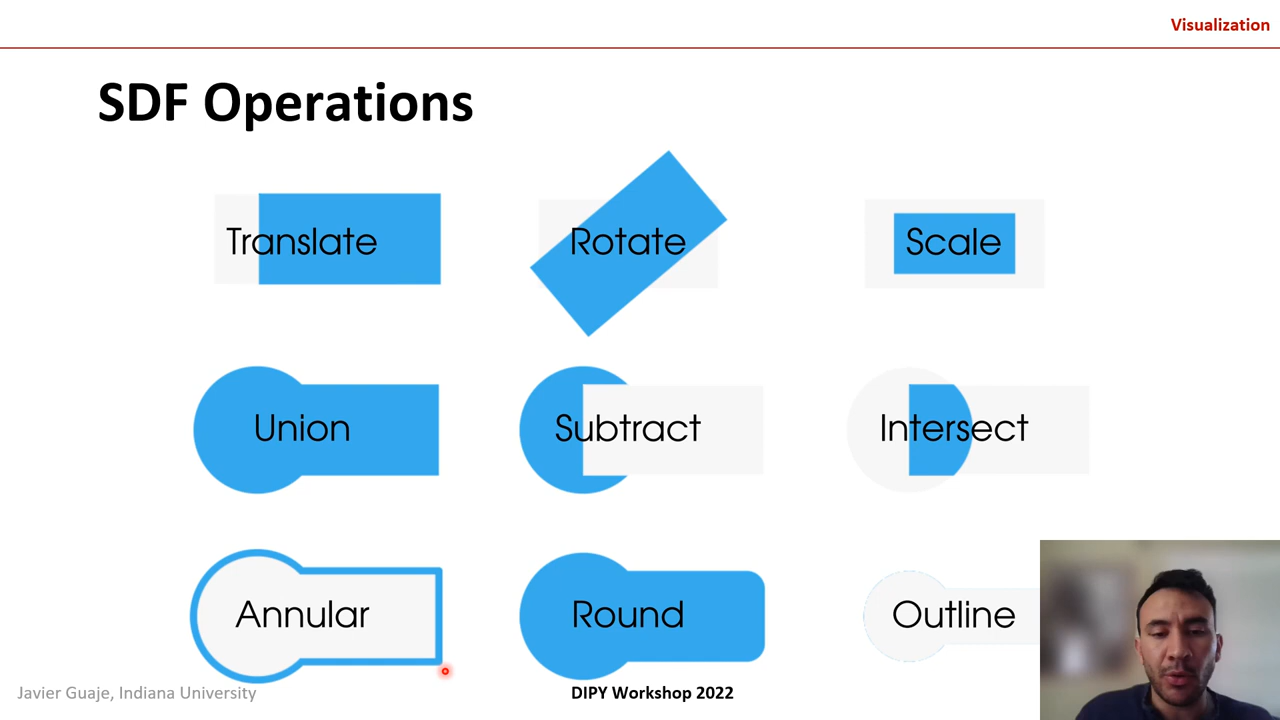 Visualization
SDF Operations
Translate
Rotate
Scale
Union
Subtract
Intersect
Annular
Round
Outline
Javier Guaje, Indiana University
DIPY Workshop 2022